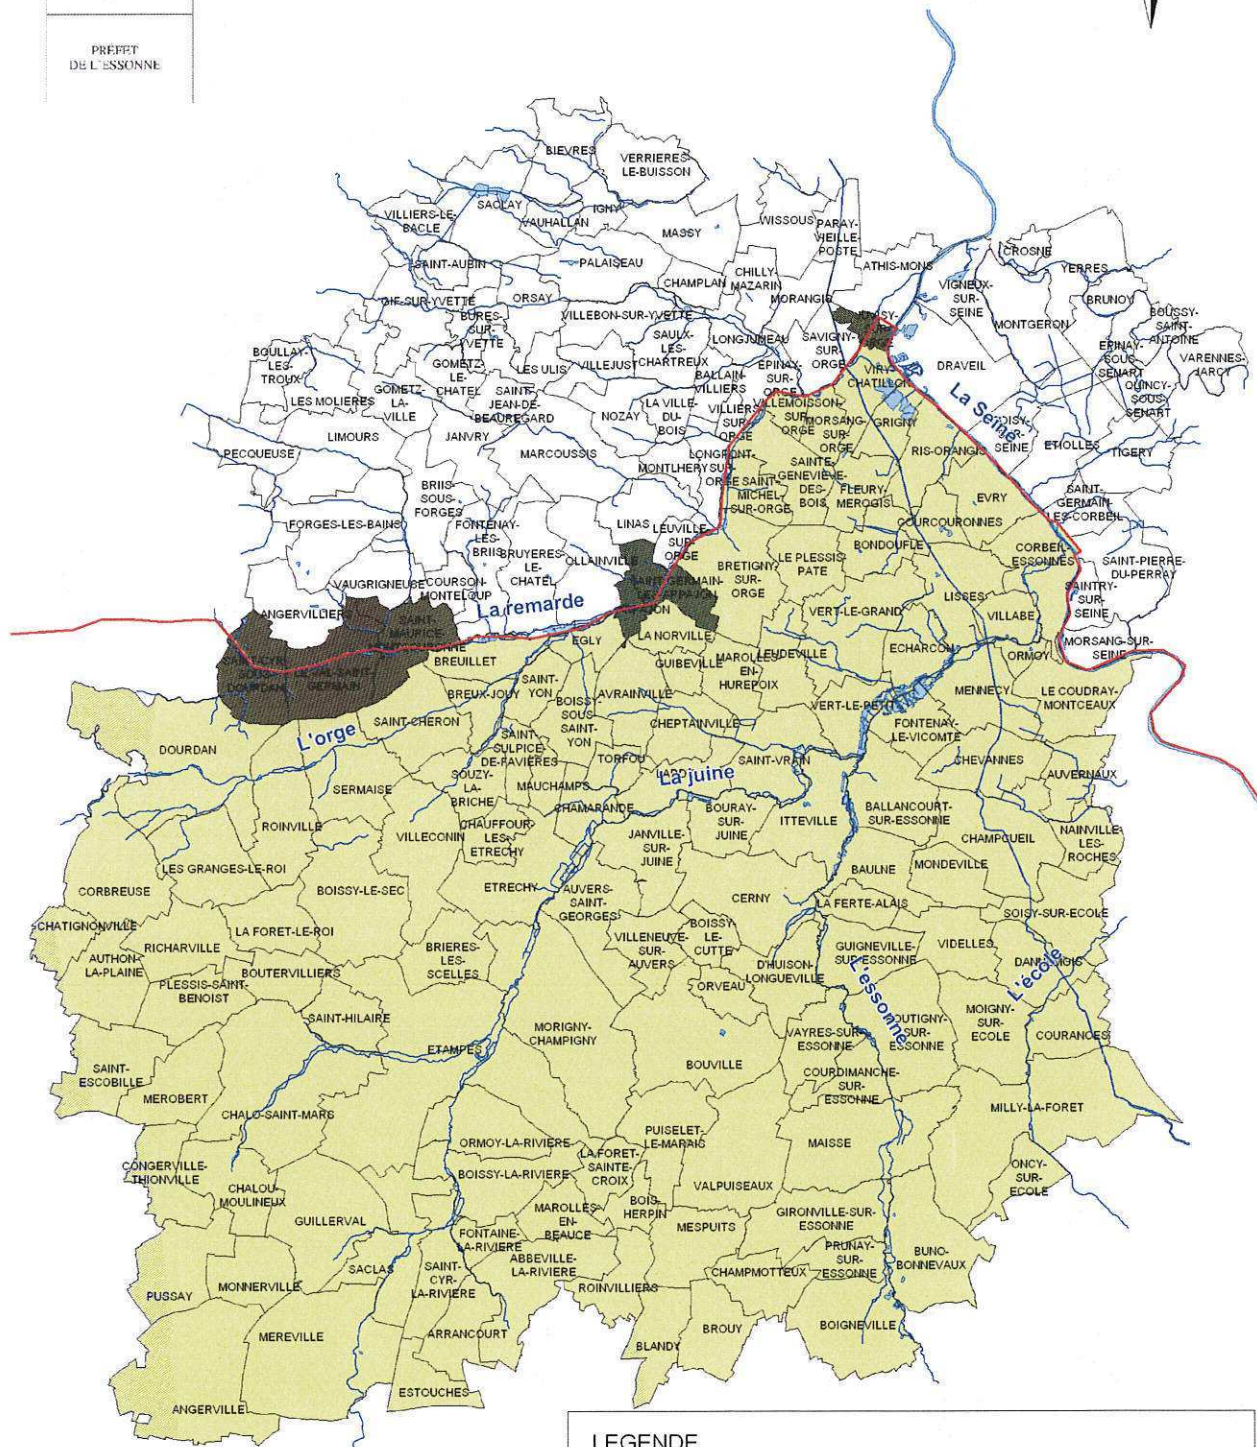 PRÉFET
DE L'ESSONNE
BIEVRES
VERRIERES-
LE-BUISSON
SACLAY
IGNY
VILLIERS-LE-
BACLE
VAUHALLAN
MASSY
WISSOUS
PARAY-
VIEILLE-
POSTE
SAINT-AUBIN
PALAISEAU
ATHIS-MONS
CROSNE
YERRES
CHAMPLAN
CHILLY-
MAZARIN
VIGNEUX-
SUR-
SEINE
BRUNOY
GIF-SUR-YVETTE
ORSAY
MORANGIS
BURES-
SUR-
YVETTE
VILLEBON-SUR-YVETTE
MONTGERON
BOUSSY-
SAINT-
ANTOINE
SAULX-
LES-
CHARTREUX
LONGJUMEAU
SAVIGNY-
SUR-
ORGE
EPINAY-
SOUS-
SENART
VARENNES-
JARCY
BOULLAY-
LES-
TROUX
GOMETZ-
LE-
CHATEL
LES ULIS
VILLEJUST
BALLAIN-
VILLIERS
EPINAY-
SUR-
ORGE
VIRY-
CHATILLON
DRAVEIL
QUINCY-
SOUS-
SENART
LES MOLIERES
GOMETZ-
LA-
VILLE
SAINT-
JEAN-DE-
BEAUREGARD
NOZAY
LA VILLE-
DU-
BOIS
VILLIERS-
SUR-
ORGE
VILLEMOISSON-
SUR-
ORGE
MORSANG-
SUR-
ORGE
GRIGNY
La Seine
SEINE
ETIOLLES
TIGERY
LIMOURS
JANVRY
MARCOUSSIS
MONTLHERY
RIS-ORANGIS
PECQUEUSE
BRIIS-
SOUS-
FORGES
SAINTE-
GENEVIEVE-
DES-
BOIS
FLEURY-
MEROGIS
EVRY
SAINT-
GERMAIN-
LES-CORBEIL
MICHEL-
SUR-ORGE
COURCOURONNES
FORGES-LES-BAINS
FONTENAY-
LES-
BRIIS
BRUYERES-
LE-
CHATEL
OLLAINVILLE
LINAS
LEUVILLE-
SUR-
ORGE
BRETIGNY-
SUR-
ORGE
LE PLESSIS-
PATE
BONDOUFLE
CORBEIL-
ESSONNES
SAINT-PIERRE-
DU-PERRAY
VAUGRIGNEUSE
COURSON-
MONTELOUP
LISSES
SAINTRY-
SUR-
SEINE
ANGERVILLIERS
La remarde
VERT-LE-GRAND
VILLABE
LA NORVILLE
MORSANG-SUR-
SEINE
EGLY
BREUILLET
GUIBEVILLE
MAROLLES-
EN-
HUREPOIX
LEUDEVILLE
ECHARCON
ORMOY
BREUX-JOUY
SAINT-
YON
BOISSY-
SOUS-
SAINT-
YON
AVRAINVILLE
VERT-LE-PETIT
MENNECY
LE COUDRAY-
MONTCEAUX
SAINT-CHERON
L'orge
CHEPTAINVILLE
FONTENAY-
LE-VICOMTE
DOURDAN
SAINT-
SULPICE-
DE-FAVIERES
TORFOU
La juine
SAINT-VRAIN
CHEVANNES
AUVERNAUX
SERMAISE
SOUZY-
LA-
BRICHE
MAUCHAMPS
CHAMARANDE
BOURAY-
SUR-
JUINE
ITTEVILLE
BALLANCOURT-
SUR-ESSONNE
ROINVILLE
VILLECONIN
CHAUFFOUR-
LES-
ETRECHY
JANVILLE-
SUR-
JUINE
CHAMPCUEIL
NAINVILLE-
LES-
ROCHES
LES GRANGES-LE-ROI
BAULNE
MONDEVILLE
CORBREUSE
BOISSY-LE-SEC
ETRECHY
AUVERS-
SAINT-
GEORGES
CERNY
LA FERTE-ALAIS
SOISY-SUR-ECOLE
CHATIGNONVILLE
LA FORET-LE-ROI
BOISSY-
LE-
CUTTE
RICHARVILLE
BRIERES-
LES-
SCELLES
VILLENEUVE-
SUR-
AUVERS
GUIGNEVILLE-
SUR-ESSONNE
VIDELLES
AUTHON-
LA-PLAINE
BOUTERVILLIERS
D'HUISON-
LONGUEVILLE
L'école
PLESSIS-SAINT-
BENOIST
ORVEAU
L'essonne
SAINT-HILAIRE
MORIGNY-
CHAMPIGNY
VAYRES-SUR-
ESSONNE
MOIGNY-
SUR-
ECOLE
COURANCES
ETAMPES
BOUVILLE
SAINT-
ESCOBILLE
COURDIMANCHE-
SUR-
ESSONNE
MEROBERT
CHALO-SAINT-MARS
MILLY-LA-FORET
PUISELET-
LE-MARAIS
ORMOY-LA-RIVIERE
LA FORET-
SAINTE-
CROIX
MAISSE
CONGERVILLE-
THIONVILLE
CHALOU-
MOULINEUX
BOISSY-LA-RIVIERE
ONCY-
SUR-
ECOLE
VALPUISEAUX
BOIS-
HERPIN
GUILLERVAL
MAROLLES-
EN-
BEAUCE
MESPUITS
GIRONVILLE-SUR-
ESSONNE
FONTAINE-
LA-RIVIERE
PRUNAY-
SUR-
ESSONNE
BUNO-
BONNEVAUX
SACLAS
SAINT-
CYR-
LA-RIVIERE
ABBEVILLE-
LA-RIVIERE
CHAMPMOTTEUX
MONNERVILLE
PUSSAY
ROINVILLIERS
MEREVILLE
ARRANCOURT
BROUY
BOIGNEVILLE
BLANDY
ESTOUCHES
ANGERVILLE
LEGENDE